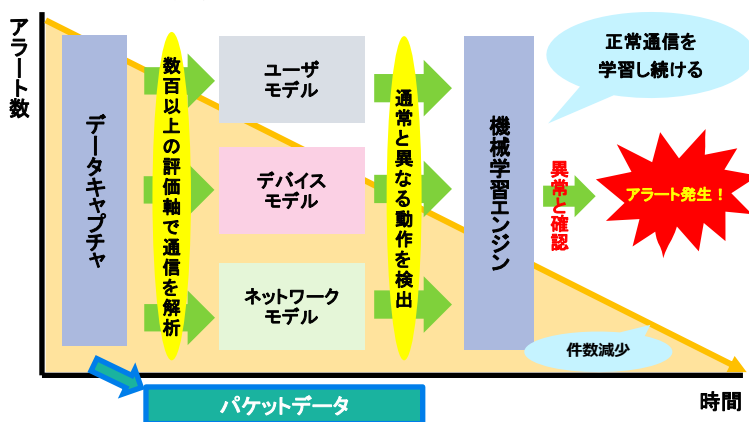 アラート数
データキャプチャ
数百以上の評価軸で通信を解析
ユーザ
モデル
デバイス
モデル
ネットワーク
モデル
通常と異なる動作を検出
機械学習エンジン
正常通信を
学習し続ける
異常と確認
アラート発生！
件数減少
パケットデータ
時間